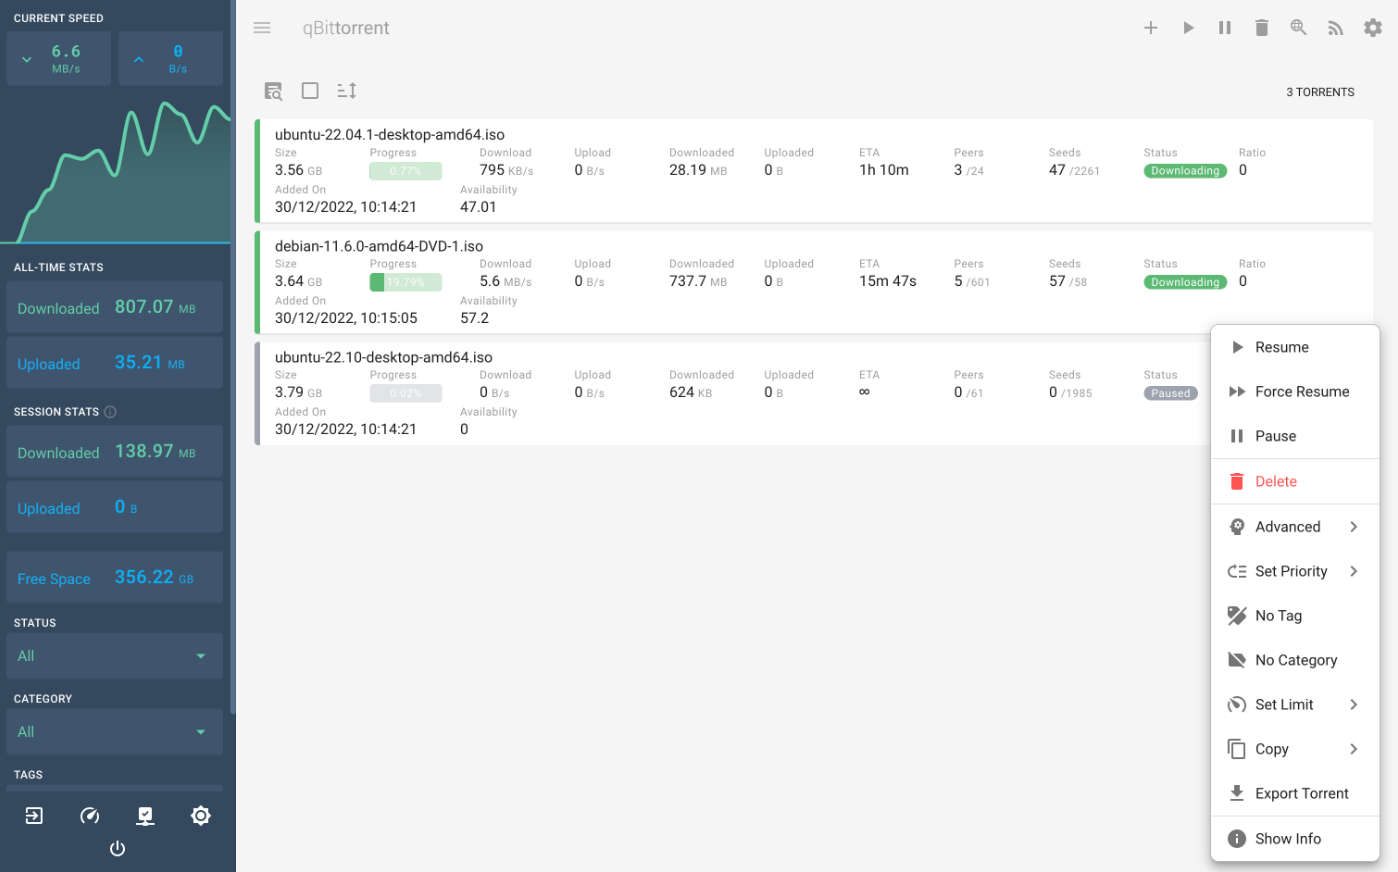 CURRENT SPEED
6.6
MB/s
0
B/s
ALL-TIME STATS
Downloaded 807.07 MB
Uploaded 35.21 MB
SESSION STATS
Downloaded 138.97 MB
Uploaded 0 B
Free Space 356.22 GB
STATUS
All
CATEGORY
All
TAGS
qBittorrent
3 TORRENTS
ubuntu-22.04.1-desktop-amd64.iso
Size Progress Download Upload Downloaded Uploaded ETA Peers Seeds Status Ratio
3.56 GB 0.77% 795 KB/s 0 B/s 28.19 MB 0 B 1h 10m 3 /24 47 /2261 Downloading 0
Added On Availability
30/12/2022, 10:14:21 47.01
debian-11.6.0-amd64-DVD-1.iso
Size Progress Download Upload Downloaded Uploaded ETA Peers Seeds Status Ratio
3.64 GB 19.79% 5.6 MB/s 0 B/s 737.7 MB 0 B 15m 47s 5 /601 57 /58 Downloading 0
Added On Availability
30/12/2022, 10:15:05 57.2
ubuntu-22.10-desktop-amd64.iso
Size Progress Download Upload Downloaded Uploaded ETA Peers Seeds Status
3.79 GB 0.02% 0 B/s 0 B/s 624 KB 0 B ∞ 0 /61 0 /1985 Paused
Added On Availability
30/12/2022, 10:14:21 0
Resume
Force Resume
Pause
Delete
Advanced
Set Priority
No Tag
No Category
Set Limit
Copy
Export Torrent
Show Info